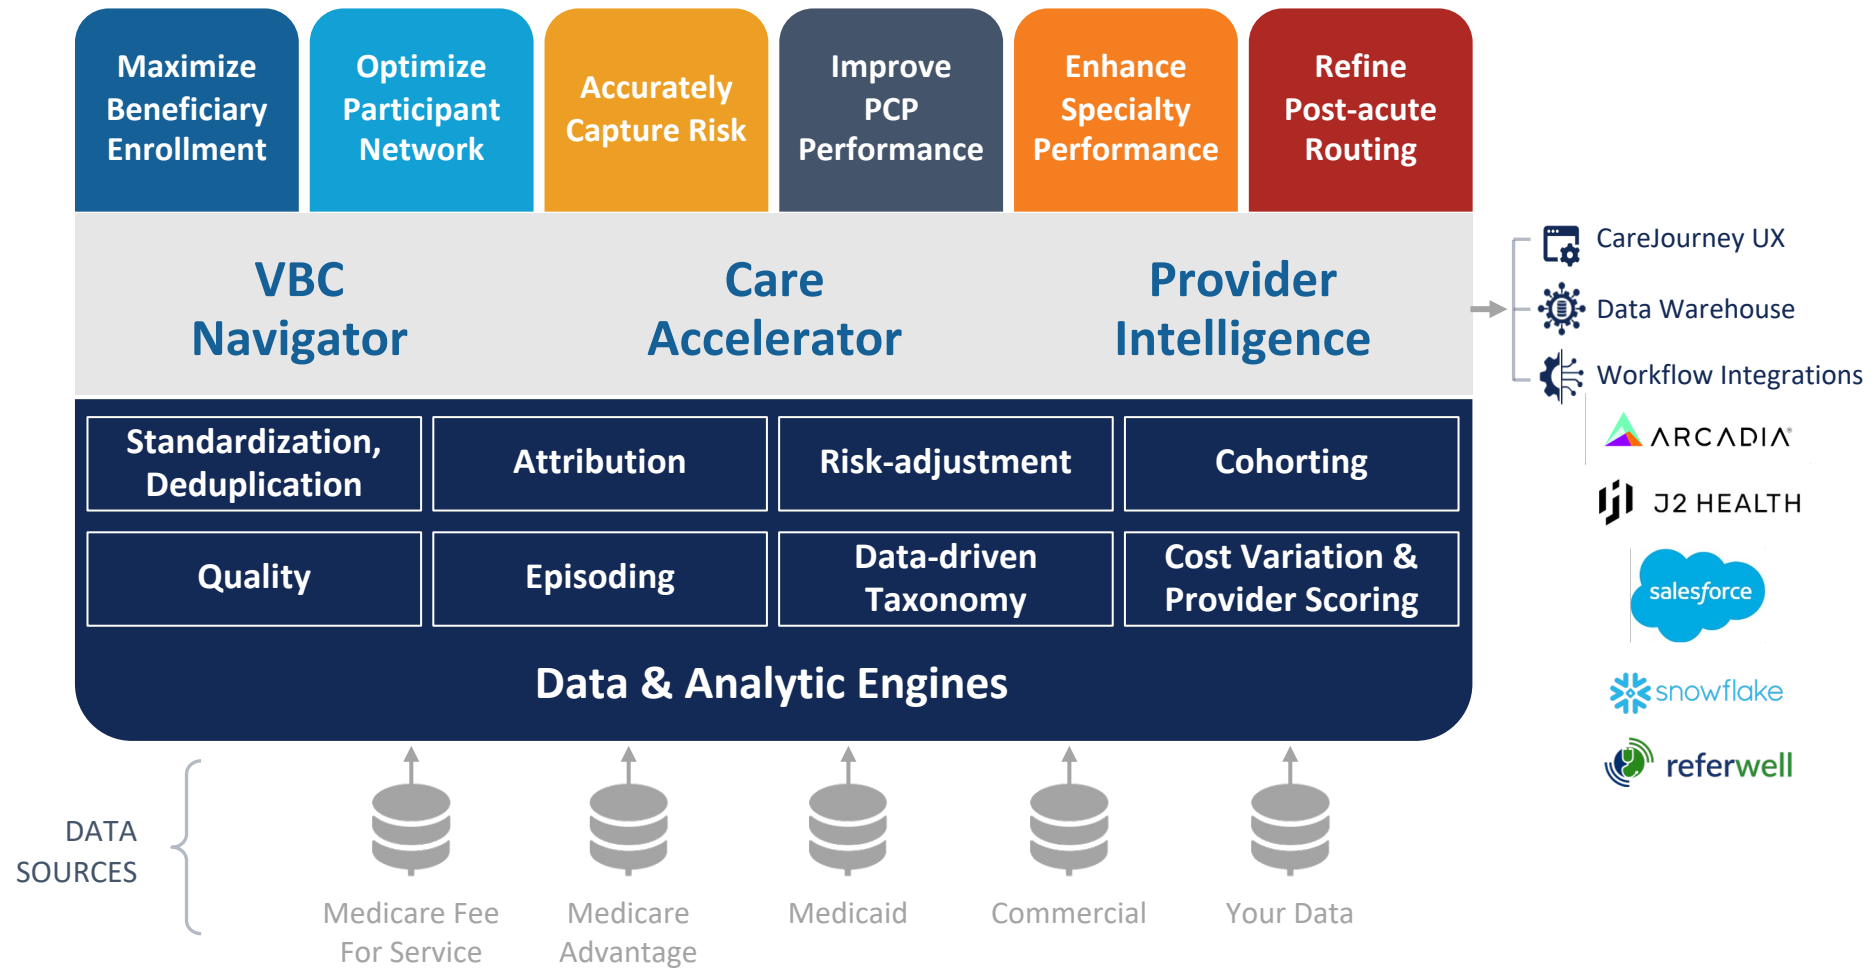 Maximize
Beneficiary
Enrollment
Optimize
Participant
Network
Accurately
Capture Risk
Improve
PCP
Performance
Enhance
Specialty
Performance
Refine
Post-acute
Routing
VBC
Navigator
Care
Accelerator
Provider
Intelligence
CareJourney UX
Data Warehouse
Workflow Integrations
ARCADIA®
J2 HEALTH
salesforce
snowflake
referwell
Standardization,
Deduplication
Attribution
Risk-adjustment
Cohorting
Quality
Episoding
Data-driven
Taxonomy
Cost Variation &
Provider Scoring
Data & Analytic Engines
DATA
SOURCES
Medicare Fee
For Service
Medicare
Advantage
Medicaid
Commercial
Your Data